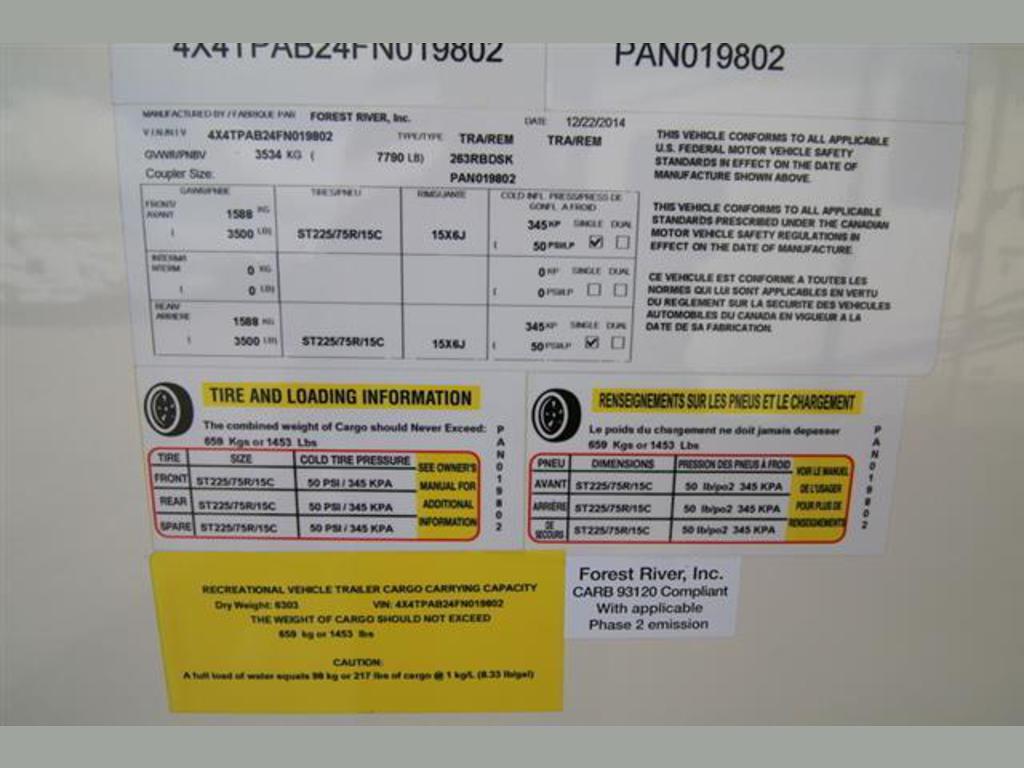 4X4TPAB24FN019802
PAN019802
MANUFACTURED BY / FABRIQUE PAR FOREST RIVER, Inc.
DATE 12/22/2014
V.I.N./N.I.V 4X4TPAB24FN019802 TYPE/TYPE TRA/REM TRA/REM
GVWR/PNBV 3534 KG ( 7790 LB) 263RBDSK
Coupler Size: PAN019802
GAWR/PNBE TIRES/PNEU RIMS/JANTE COLD INFL. PRESS/PRESS DE
GONFL. A FROID
FRONT/
AVANT 1588 KG 345 KP SINGLE DUAL
( 3500 LB) ST225/75R/15C 15X6J ( 50 PSI/LP
INTERM/
INTERM 0 KG 0 KP SINGLE DUAL
( 0 LB) ( 0 PSI/LP
REAR/
ARRIERE 1588 KG 345 KP SINGLE DUAL
( 3500 LB) ST225/75R/15C 15X6J ( 50 PSI/LP
THIS VEHICLE CONFORMS TO ALL APPLICABLE
U.S. FEDERAL MOTOR VEHICLE SAFETY
STANDARDS IN EFFECT ON THE DATE OF
MANUFACTURE SHOWN ABOVE.
THIS VEHICLE CONFORMS TO ALL APPLICABLE
STANDARDS PRESCRIBED UNDER THE CANADIAN
MOTOR VEHICLE SAFETY REGULATIONS IN
EFFECT ON THE DATE OF MANUFACTURE.
CE VEHICULE EST CONFORME A TOUTES LES
NORMES QUI LUI SONT APPLICABLES EN VERTU
DU REGLEMENT SUR LA SECURITE DES VEHICULES
AUTOMOBILES DU CANADA EN VIGUEUR A LA
DATE DE SA FABRICATION.
TIRE AND LOADING INFORMATION
The combined weight of Cargo should Never Exceed:
659 Kgs or 1453 Lbs
TIRE SIZE COLD TIRE PRESSURE
FRONT ST225/75R/15C 50 PSI / 345 KPA
REAR ST225/75R/15C 50 PSI / 345 KPA
SPARE ST225/75R/15C 50 PSI / 345 KPA
SEE OWNER'S
MANUAL FOR
ADDITIONAL
INFORMATION
PAN019802
RENSEIGNEMENTS SUR LES PNEUS ET LE CHARGEMENT
Le poids du chargement ne doit jamais depesser
659 Kgs or 1453 Lbs
PNEU DIMENSIONS PRESSION DES PNEUS À FROID
AVANT ST225/75R/15C 50 lb/po2 345 KPA
ARRIÈRE ST225/75R/15C 50 lb/po2 345 KPA
DE
SECOURS ST225/75R/15C 50 lb/po2 345 KPA
VOIR LE MANUEL
DE L'USAGER
POUR PLUS DE
RENSEIGNEMENTS
PAN019802
RECREATIONAL VEHICLE TRAILER CARGO CARRYING CAPACITY
Dry Weight: 6303 VIN: 4X4TPAB24FN019802
THE WEIGHT OF CARGO SHOULD NOT EXCEED
659 kg or 1453 lbs
CAUTION:
A full load of water equals 98 kg or 217 lbs of cargo @ 1 kg/L (8.33 lb/gal)
Forest River, Inc.
CARB 93120 Compliant
With applicable
Phase 2 emission